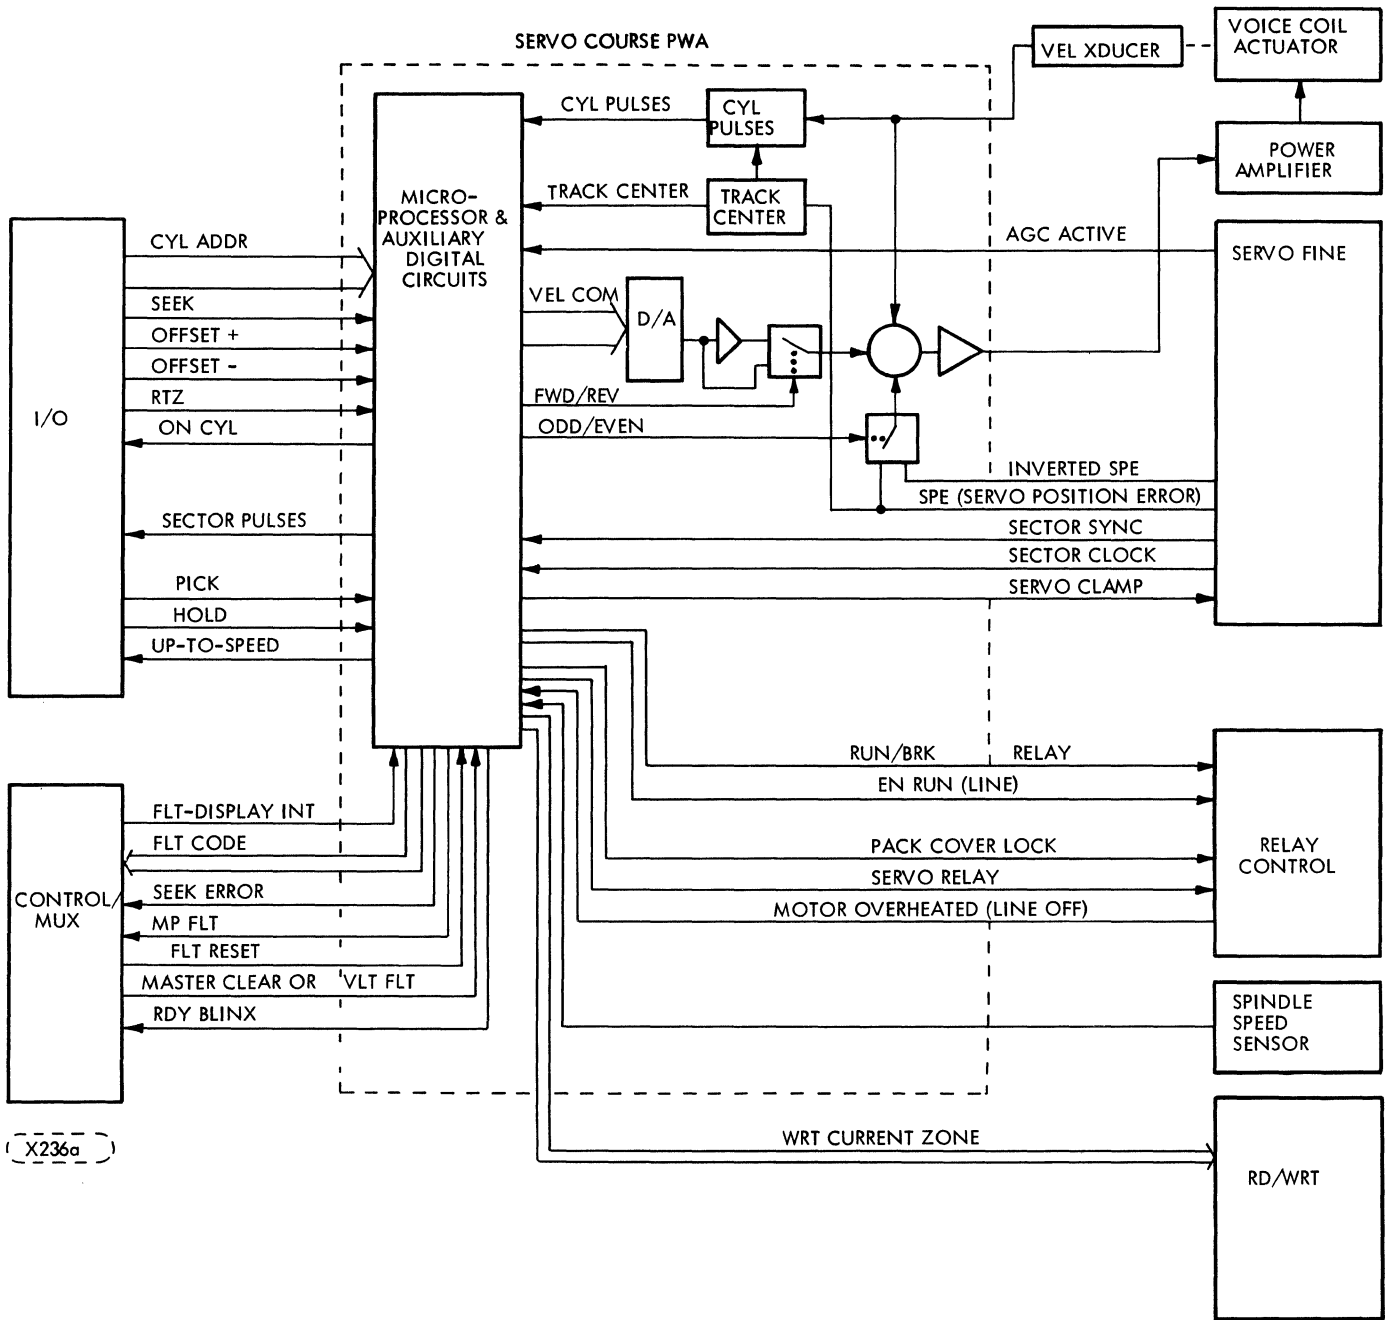 SERVO COURSE PWA
VEL XDUCER
VOICE COIL
ACTUATOR
POWER
AMPLIFIER
CYL PULSES
CYL
PULSES
TRACK CENTER
TRACK
CENTER
MICRO-
PROCESSOR &
AUXILIARY
DIGITAL
CIRCUITS
AGC ACTIVE
SERVO FINE
I/O
CYL ADDR
SEEK
OFFSET +
OFFSET -
RTZ
ON CYL
SECTOR PULSES
PICK
HOLD
UP-TO-SPEED
VEL COM
D/A
FWD/REV
ODD/EVEN
INVERTED SPE
SPE (SERVO POSITION ERROR)
SECTOR SYNC
SECTOR CLOCK
SERVO CLAMP
RUN/BRK RELAY
EN RUN (LINE)
PACK COVER LOCK
SERVO RELAY
MOTOR OVERHEATED (LINE OFF)
RELAY
CONTROL
CONTROL/
MUX
FLT-DISPLAY INT
FLT CODE
SEEK ERROR
MP FLT
FLT RESET
MASTER CLEAR OR VLT FLT
RDY BLINX
SPINDLE
SPEED
SENSOR
WRT CURRENT ZONE
RD/WRT
X236a